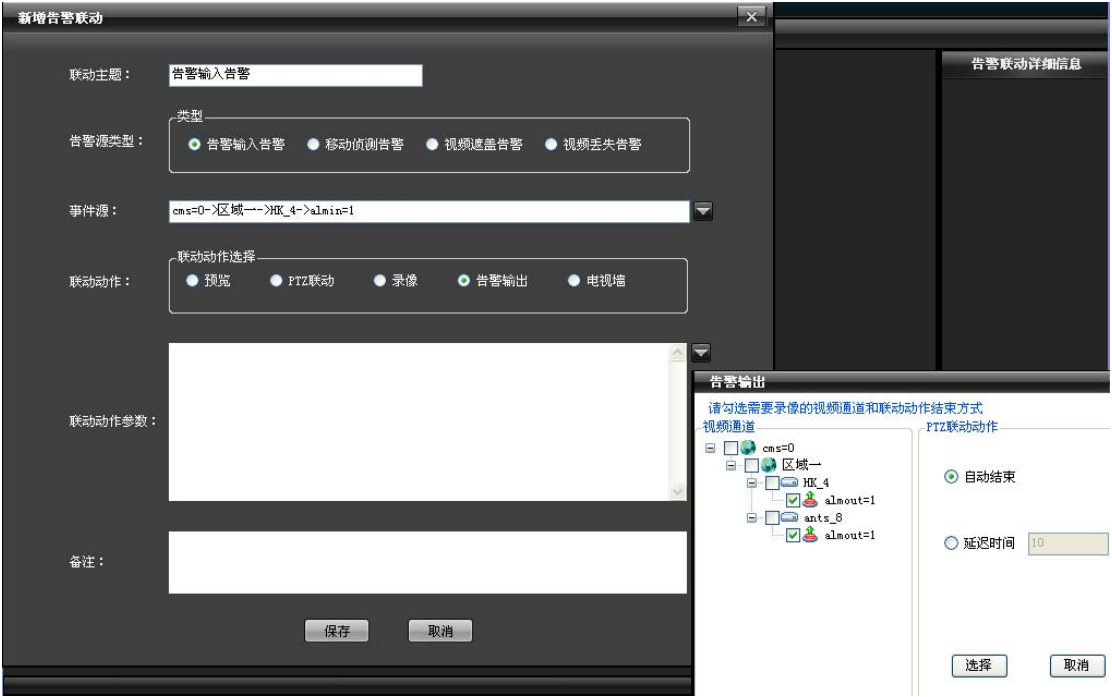 新增告警联动
告警联动详细信息
联动主题：
告警输入告警
类型
告警源类型：
告警输入告警 移动侦测告警 视频遮盖告警 视频丢失告警
事件源：
cms=0->区域一->HK_4->almin=1
联动动作选择
联动动作：
预览 PTZ联动 录像 告警输出 电视墙
联动动作参数：
备注：
保存 取消
告警输出
请勾选需要录像的视频通道和联动动作结束方式
视频通道
cms=0
区域一
HK_4
almout=1
ants_8
almout=1
PTZ联动动作
自动结束
延迟时间 10
选择 取消